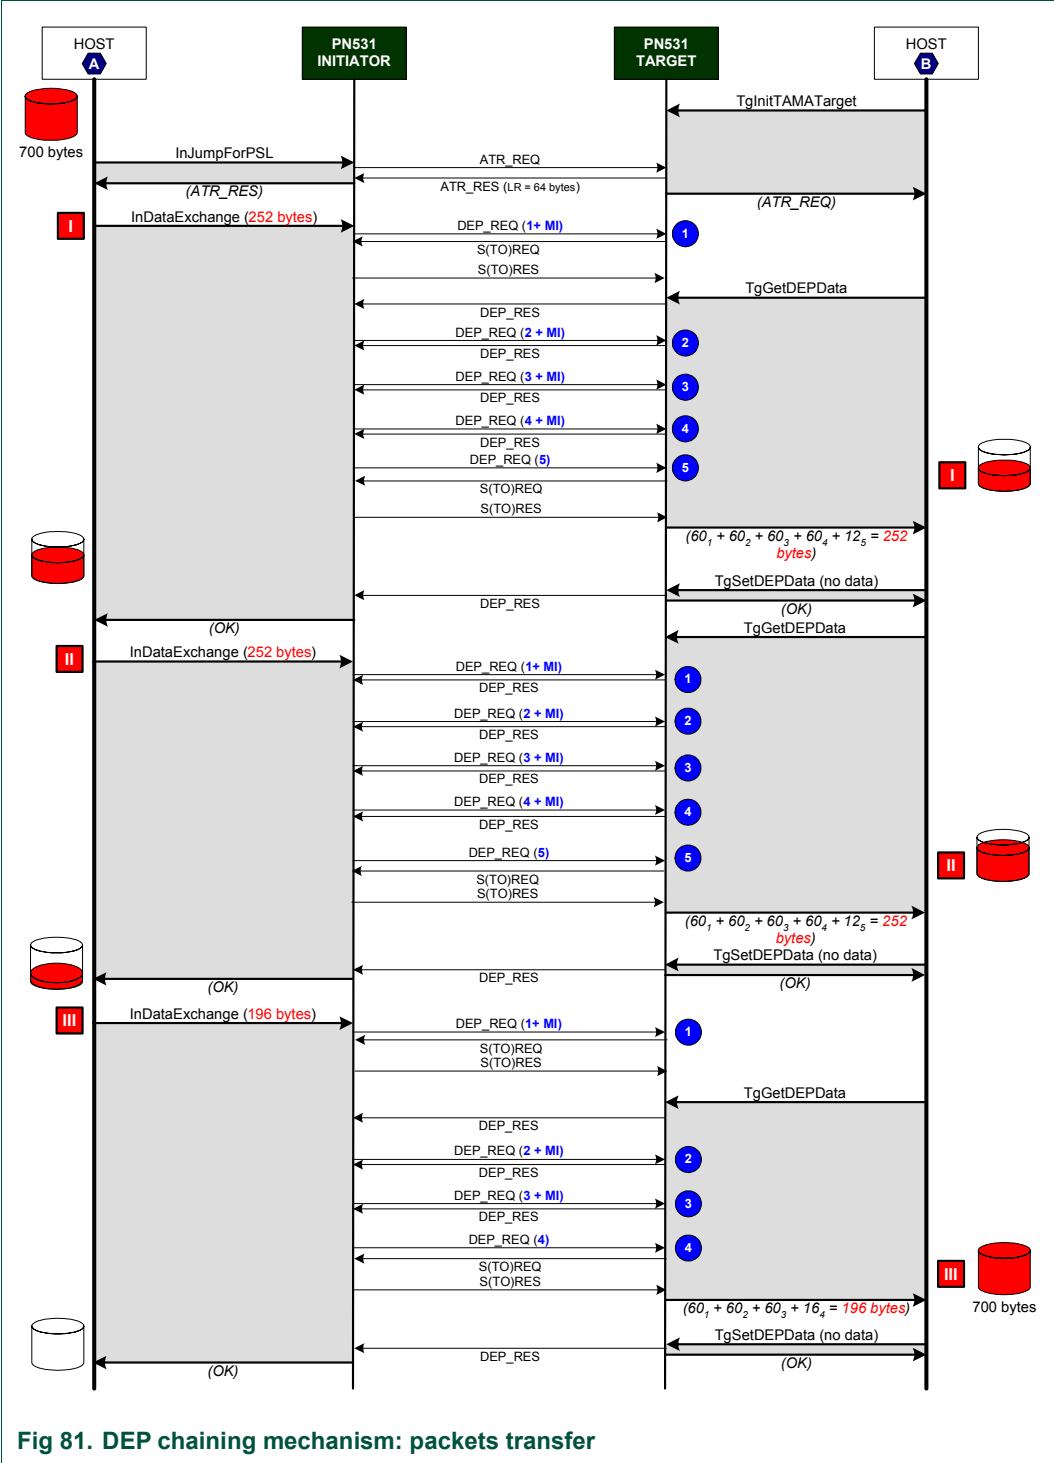 HOST
A
PN531
INITIATOR
PN531
TARGET
HOST
B
TgInitTAMATarget
700 bytes
InJumpForPSL
ATR_REQ
(ATR_RES)
ATR_RES (LR = 64 bytes)
(ATR_REQ)
I
InDataExchange (252 bytes)
DEP_REQ (1+ MI)
1
S(TO)REQ
S(TO)RES
TgGetDEPData
DEP_RES
DEP_REQ (2 + MI)
2
DEP_RES
DEP_REQ (3 + MI)
3
DEP_RES
DEP_REQ (4 + MI)
4
DEP_RES
DEP_REQ (5)
5
I
S(TO)REQ
S(TO)RES
(60₁ + 60₂ + 60₃ + 60₄ + 12₅ = 252
bytes)
TgSetDEPData (no data)
DEP_RES
(OK)
(OK)
TgGetDEPData
II
InDataExchange (252 bytes)
DEP_REQ (1+ MI)
1
DEP_RES
DEP_REQ (2 + MI)
2
DEP_RES
DEP_REQ (3 + MI)
3
DEP_RES
DEP_REQ (4 + MI)
4
DEP_RES
DEP_REQ (5)
5
II
S(TO)REQ
S(TO)RES
(60₁ + 60₂ + 60₃ + 60₄ + 12₅ = 252
bytes)
TgSetDEPData (no data)
DEP_RES
(OK)
(OK)
III
InDataExchange (196 bytes)
DEP_REQ (1+ MI)
1
S(TO)REQ
S(TO)RES
TgGetDEPData
DEP_RES
DEP_REQ (2 + MI)
2
DEP_RES
DEP_REQ (3 + MI)
3
DEP_RES
DEP_REQ (4)
4
S(TO)REQ
III
S(TO)RES
(60₁ + 60₂ + 60₃ + 16₄ = 196 bytes)
700 bytes
TgSetDEPData (no data)
DEP_RES
(OK)
(OK)
Fig 81. DEP chaining mechanism: packets transfer